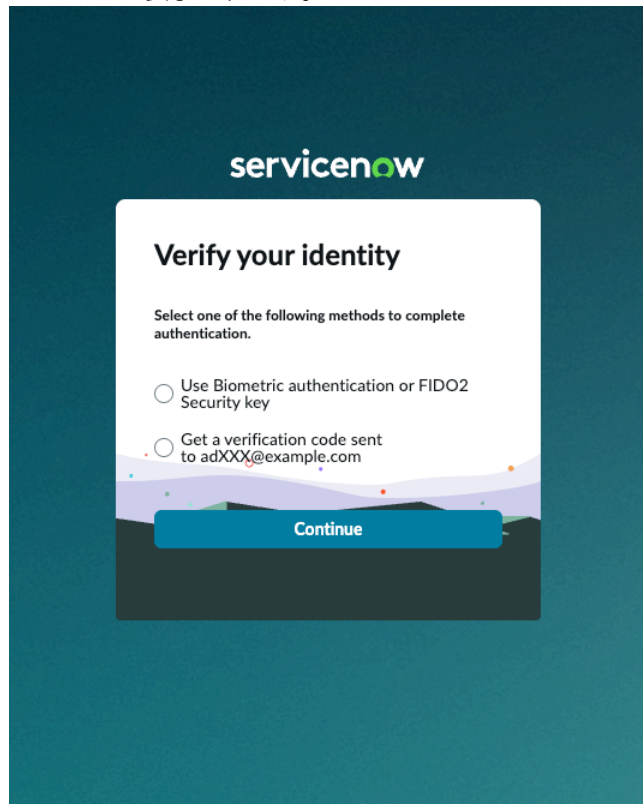 servicenow
Verify your identity
Select one of the following methods to complete
authentication.
Use Biometric authentication or FIDO2
Security key
Get a verification code sent
to adXXX@example.com
Continue